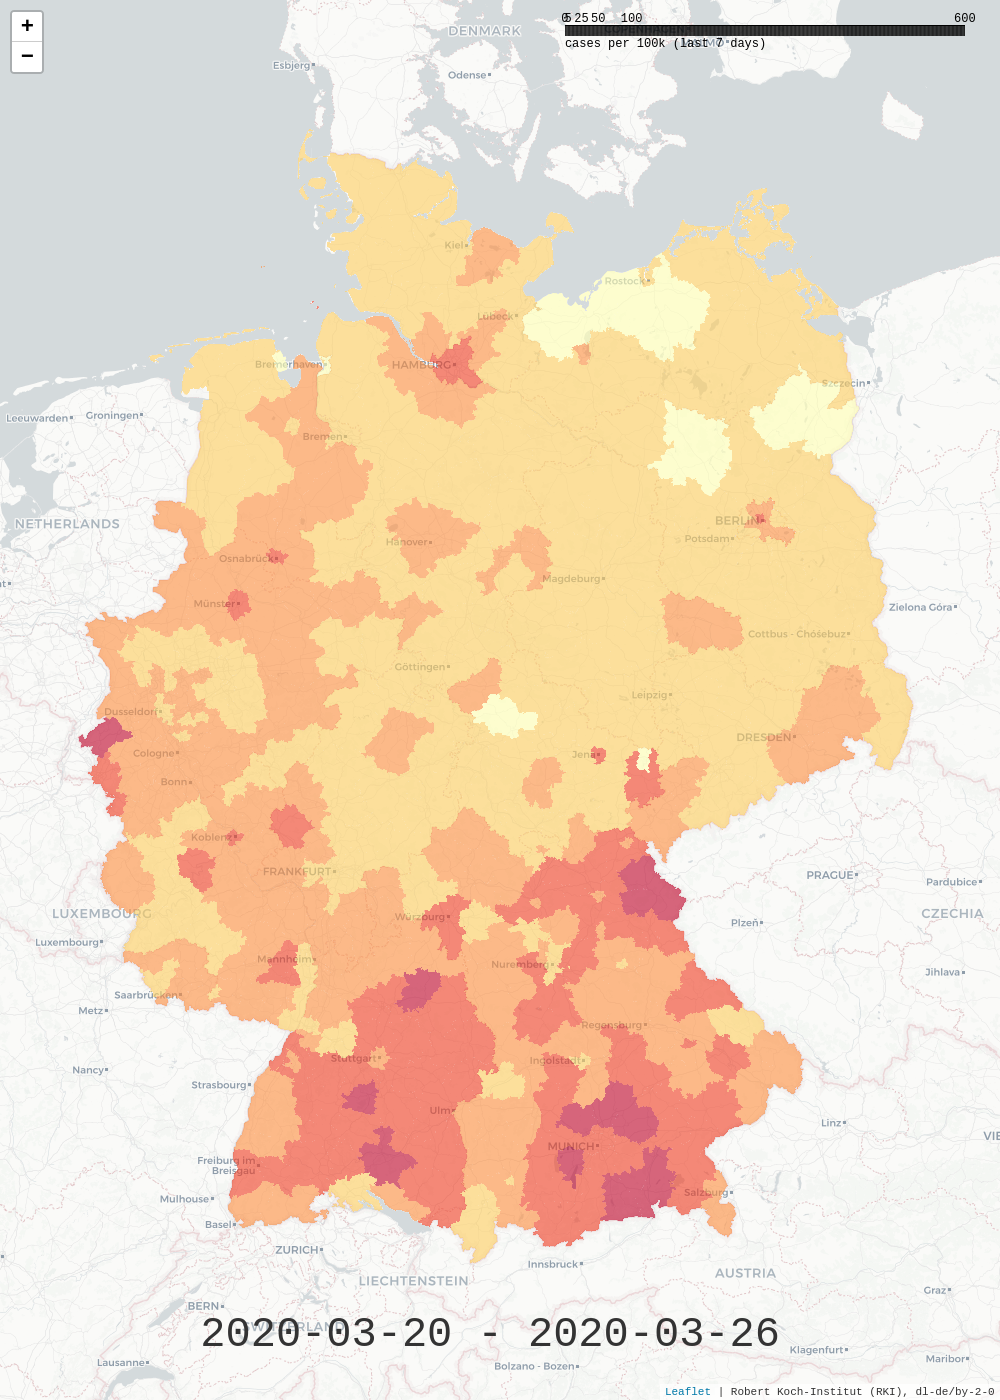 +
−
0 5 25 50 100 600
cases per 100k (last 7 days)
DENMARK
Esbjerg
Odense
Kiel
Rostock
Lübeck
Bremerhaven
HAMBURG
Szczecin
Leeuwarden
Groningen
Bremen
NETHERLANDS
BERLIN
Hanover
Potsdam
Osnabrück
Magdeburg
Münster
Zielona Góra
Cottbus - Chóśebuz
Göttingen
Leipzig
Dusseldorf
DRESDEN
Cologne
Jena
Bonn
Koblenz
FRANKFURT
PRAGUE
Pardubice
LUXEMBOURG
Würzburg
CZECHIA
Plzeň
Luxembourg
Mannheim
Nuremberg
Jihlava
Saarbrücken
Metz
Regensburg
Stuttgart
Ingolstadt
Nancy
Strasbourg
Ulm
Linz
VIE
MUNICH
Freiburg im
Breisgau
Salzburg
Mulhouse
Basel
ZURICH
Innsbruck
AUSTRIA
LIECHTENSTEIN
Graz
BERN
SWITZERLAND
2020-03-20 - 2020-03-26
Klagenfurt
Maribor
Lausanne
Bolzano - Bozen
Leaflet | Robert Koch-Institut (RKI), dl-de/by-2-0